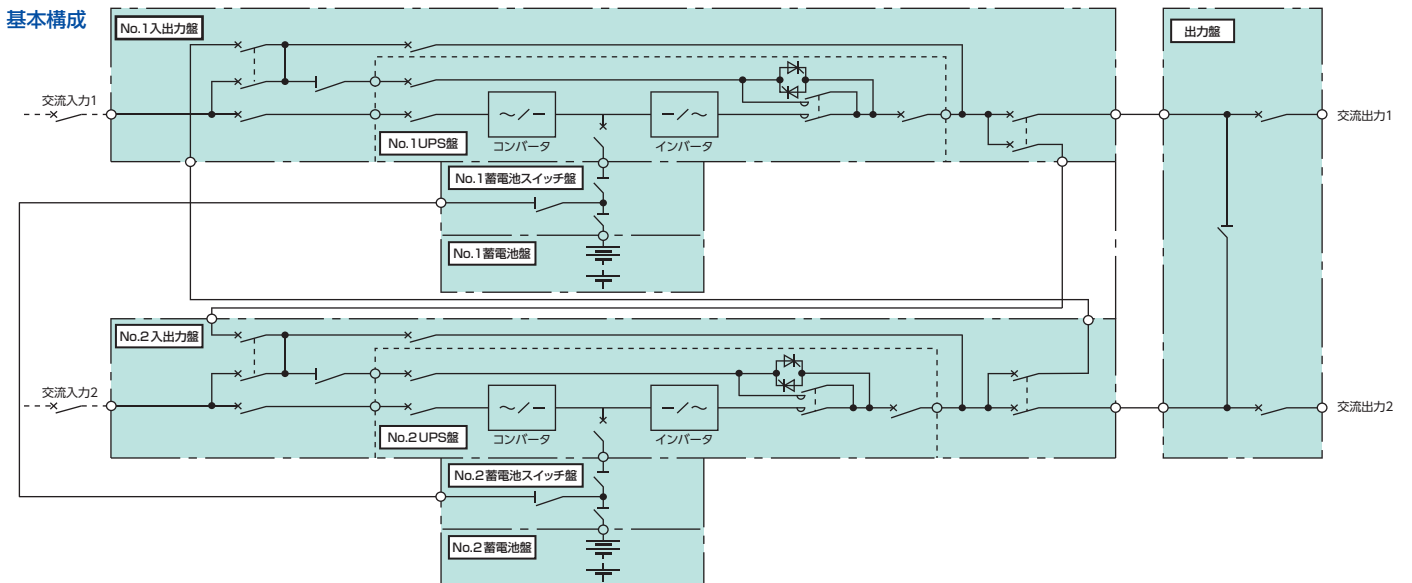 基本構成
No.1入出力盤
出力盤
交流入力1
交流出力1
～/−
−/～
No.1UPS盤
コンバータ
インバータ
No.1蓄電池スイッチ盤
No.1蓄電池盤
No.2入出力盤
交流入力2
交流出力2
～/−
−/～
No.2UPS盤
コンバータ
インバータ
No.2蓄電池スイッチ盤
No.2蓄電池盤